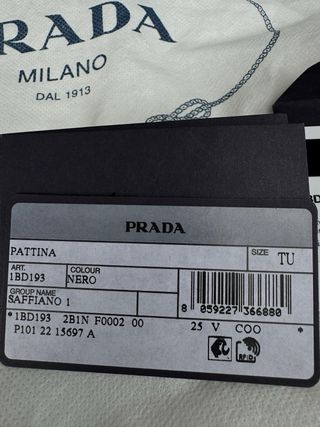 PRADA
MILANO
DAL 1913
PRADA
PATTINA
SIZE TU
ART. COLOUR
1BD193 NERO
GROUP NAME
SAFFIANO 1
8 059227 366880
*1BD193 2B1N F0002 00 25 V COO ♠
P101 22 15697 A
RFID